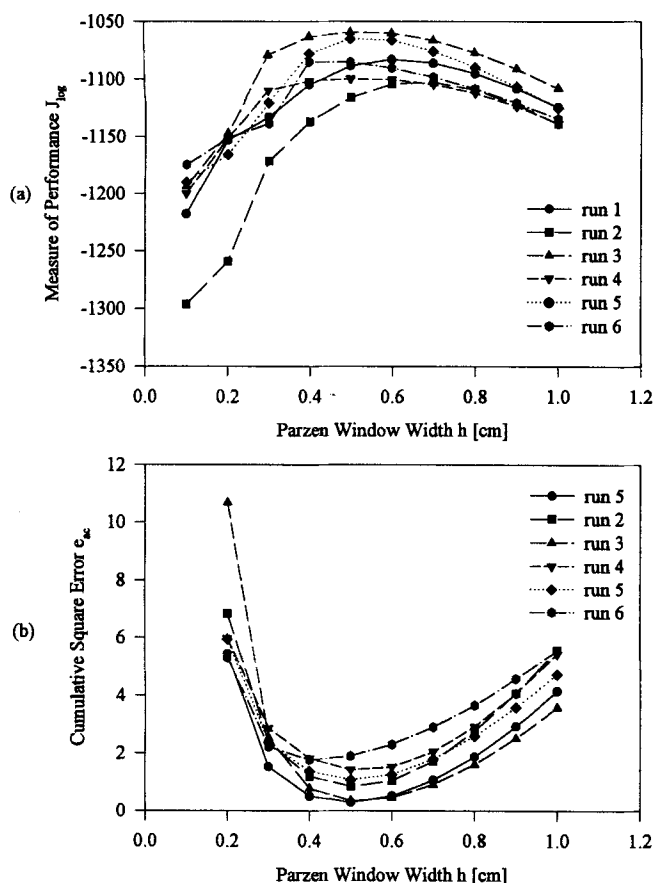 (a)
Measure of Performance J_log
-1050
-1100
-1150
-1200
-1250
-1300
-1350
run 1
run 2
run 3
run 4
run 5
run 6
0.0 0.2 0.4 0.6 0.8 1.0 1.2
Parzen Window Width h [cm]
(b)
Cumulative Square Error e_ac
12
10
8
6
4
2
0
run 5
run 2
run 3
run 4
run 5
run 6
0.0 0.2 0.4 0.6 0.8 1.0 1.2
Parzen Window Width h [cm]